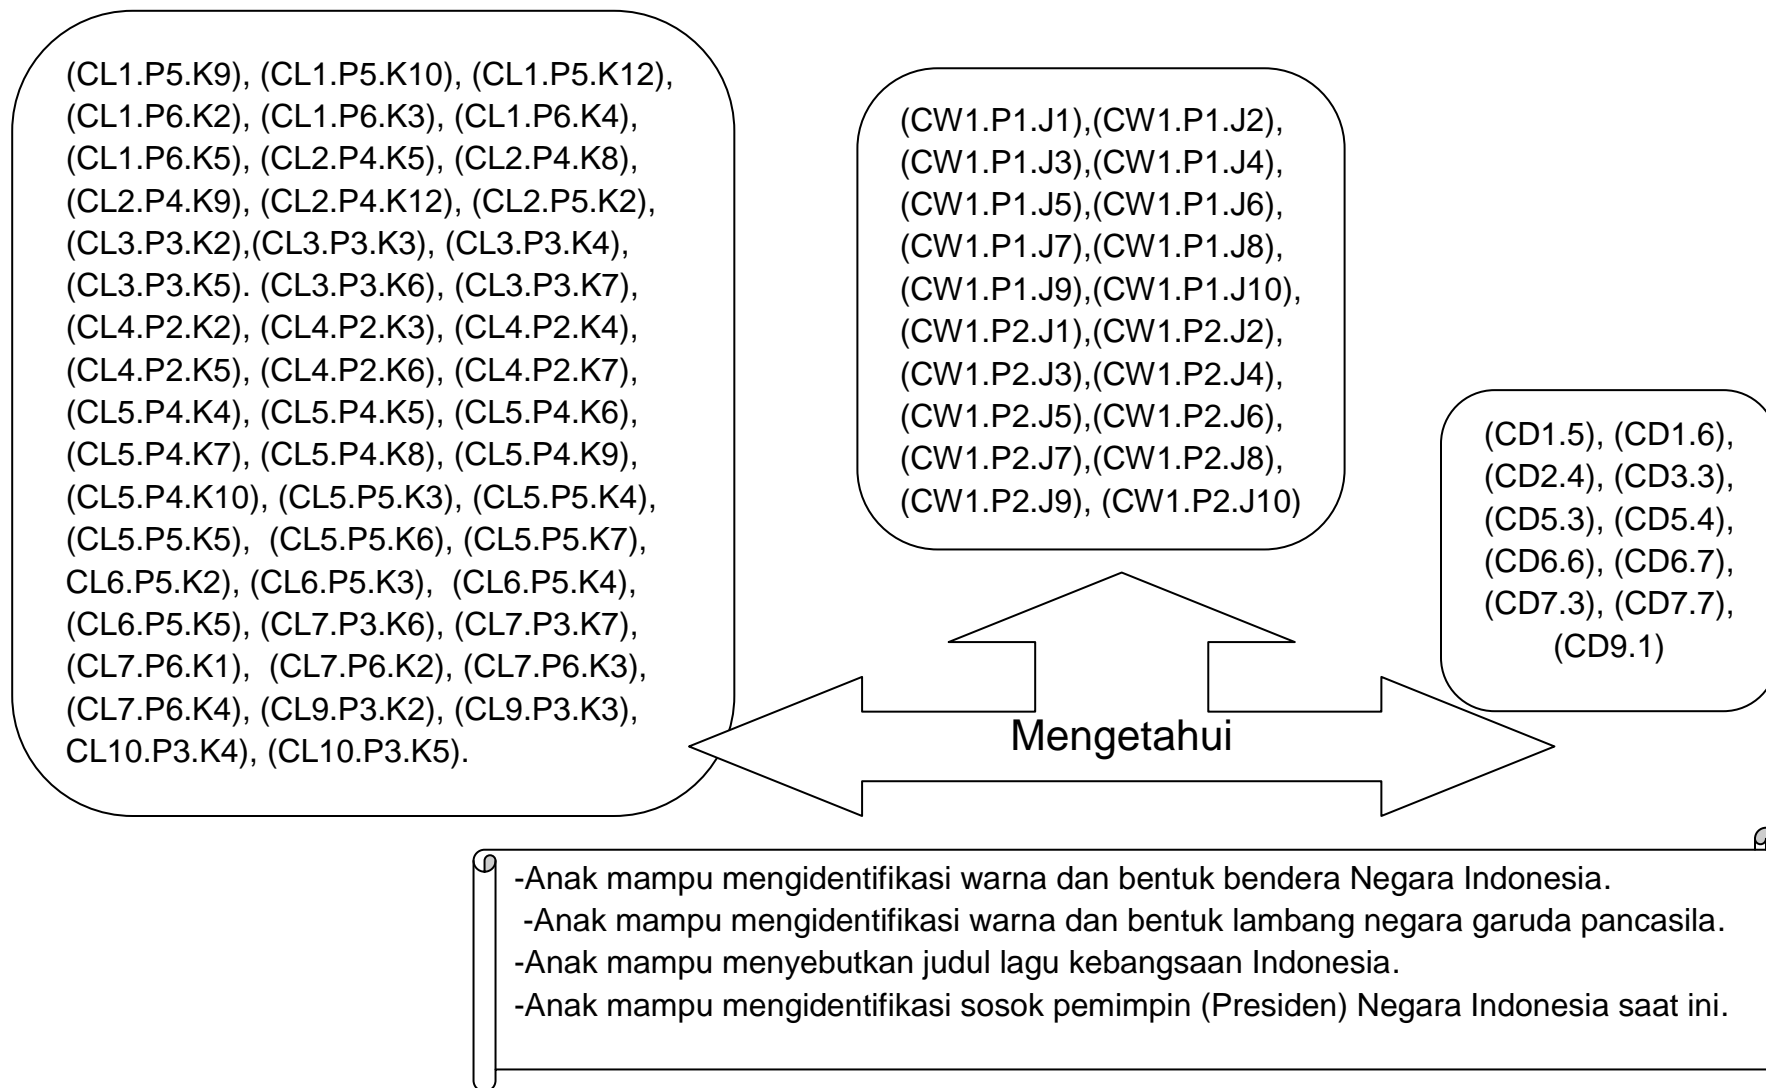 (CL1.P5.K9), (CL1.P5.K10), (CL1.P5.K12),
(CL1.P6.K2), (CL1.P6.K3), (CL1.P6.K4),
(CL1.P6.K5), (CL2.P4.K5), (CL2.P4.K8),
(CL2.P4.K9), (CL2.P4.K12), (CL2.P5.K2),
(CL3.P3.K2),(CL3.P3.K3), (CL3.P3.K4),
(CL3.P3.K5). (CL3.P3.K6), (CL3.P3.K7),
(CL4.P2.K2), (CL4.P2.K3), (CL4.P2.K4),
(CL4.P2.K5), (CL4.P2.K6), (CL4.P2.K7),
(CL5.P4.K4), (CL5.P4.K5), (CL5.P4.K6),
(CL5.P4.K7), (CL5.P4.K8), (CL5.P4.K9),
(CL5.P4.K10), (CL5.P5.K3), (CL5.P5.K4),
(CL5.P5.K5), (CL5.P5.K6), (CL5.P5.K7),
CL6.P5.K2), (CL6.P5.K3), (CL6.P5.K4),
(CL6.P5.K5), (CL7.P3.K6), (CL7.P3.K7),
(CL7.P6.K1), (CL7.P6.K2), (CL7.P6.K3),
(CL7.P6.K4), (CL9.P3.K2), (CL9.P3.K3),
CL10.P3.K4), (CL10.P3.K5).
(CW1.P1.J1),(CW1.P1.J2),
(CW1.P1.J3),(CW1.P1.J4),
(CW1.P1.J5),(CW1.P1.J6),
(CW1.P1.J7),(CW1.P1.J8),
(CW1.P1.J9),(CW1.P1.J10),
(CW1.P2.J1),(CW1.P2.J2),
(CW1.P2.J3),(CW1.P2.J4),
(CW1.P2.J5),(CW1.P2.J6),
(CW1.P2.J7),(CW1.P2.J8),
(CW1.P2.J9), (CW1.P2.J10)
(CD1.5), (CD1.6),
(CD2.4), (CD3.3),
(CD5.3), (CD5.4),
(CD6.6), (CD6.7),
(CD7.3), (CD7.7),
(CD9.1)
Mengetahui
-Anak mampu mengidentifikasi warna dan bentuk bendera Negara Indonesia.
-Anak mampu mengidentifikasi warna dan bentuk lambang negara garuda pancasila.
-Anak mampu menyebutkan judul lagu kebangsaan Indonesia.
-Anak mampu mengidentifikasi sosok pemimpin (Presiden) Negara Indonesia saat ini.